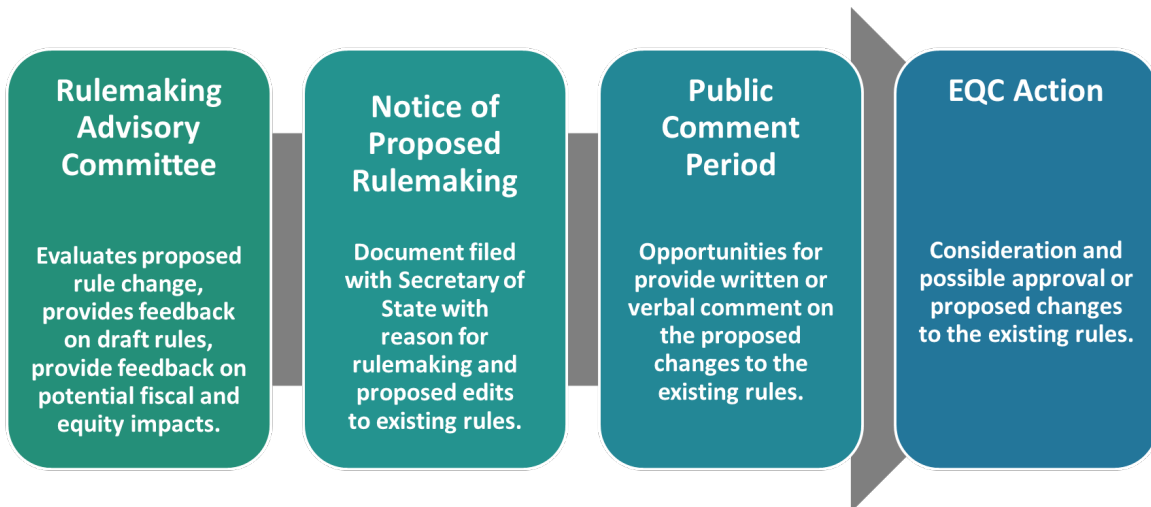 Rulemaking
Advisory
Committee
Evaluates proposed
rule change,
provides feedback
on draft rules,
provide feedback on
potential fiscal and
equity impacts.
Notice of
Proposed
Rulemaking
Document filed
with Secretary of
State with
reason for
rulemaking and
proposed edits
to existing rules.
Public
Comment
Period
Opportunities for
provide written or
verbal comment on
the proposed
changes to the
existing rules.
EQC Action
Consideration and
possible approval or
proposed changes
to the existing rules.